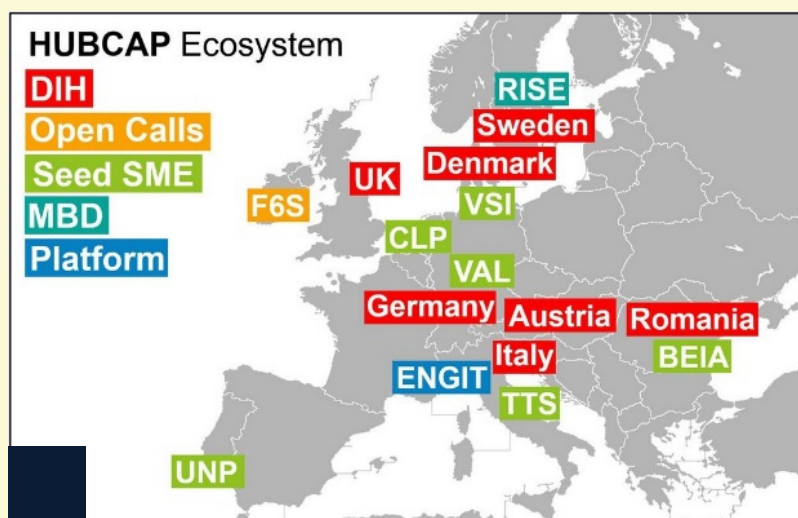 HUBCAP Ecosystem
DIH
Open Calls
Seed SME
MBD
Platform
RISE
Sweden
Denmark
UK
VSI
F6S
CLP
VAL
Germany
Austria
Romania
Italy
BEIA
ENGIT
TTS
UNP